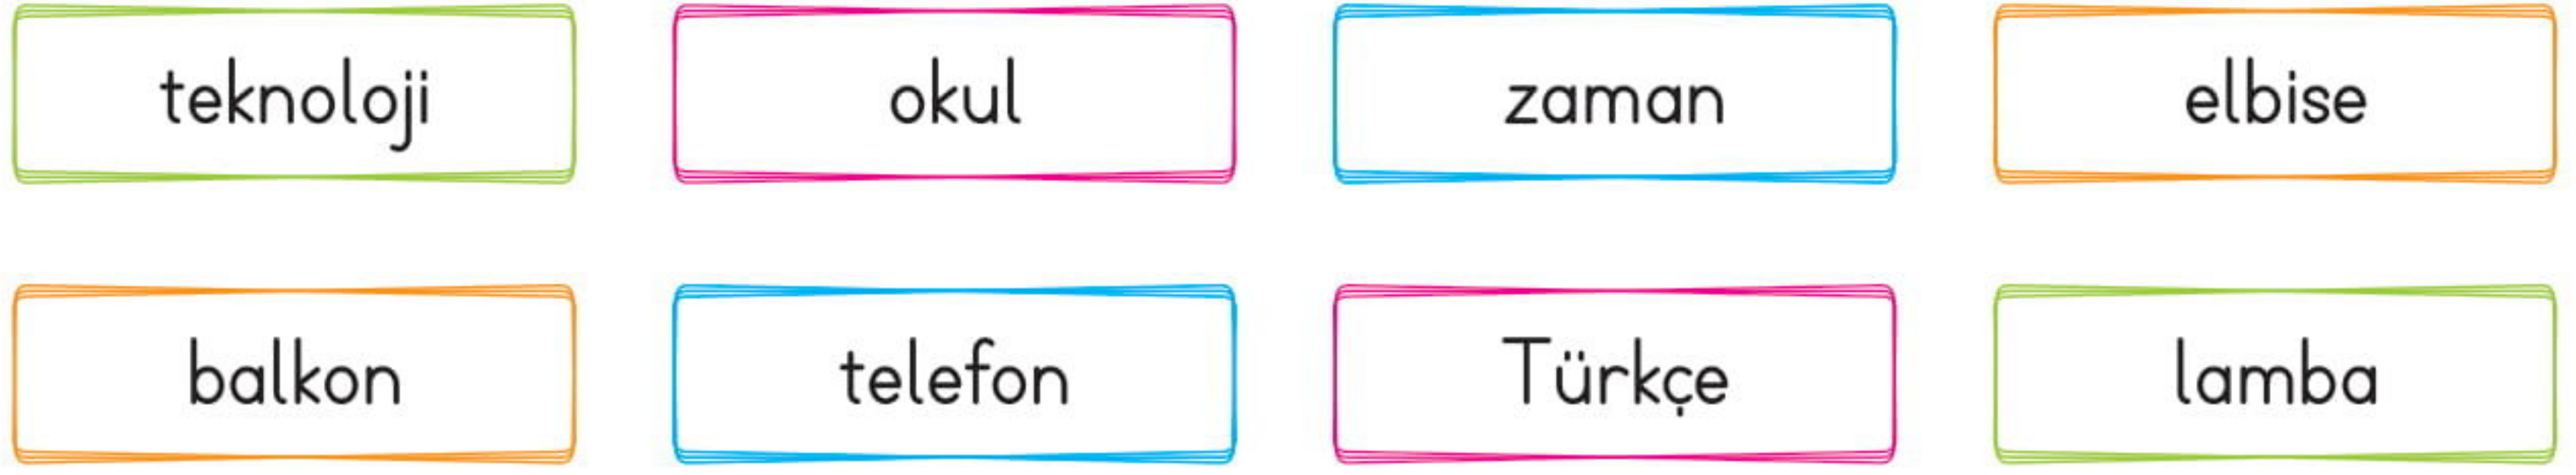 teknoloji
okul
zaman
elbise
balkon
telefon
Türkçe
lamba